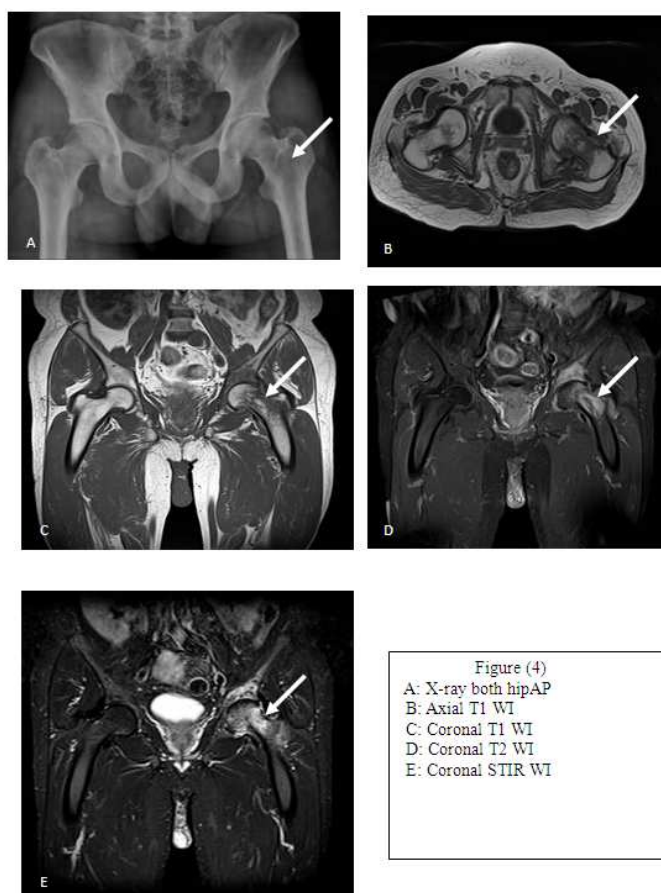 A
B
C
D
E
Figure (4)
A: X-ray both hipAP
B: Axial T1 WI
C: Coronal T1 WI
D: Coronal T2 WI
E: Coronal STIR WI